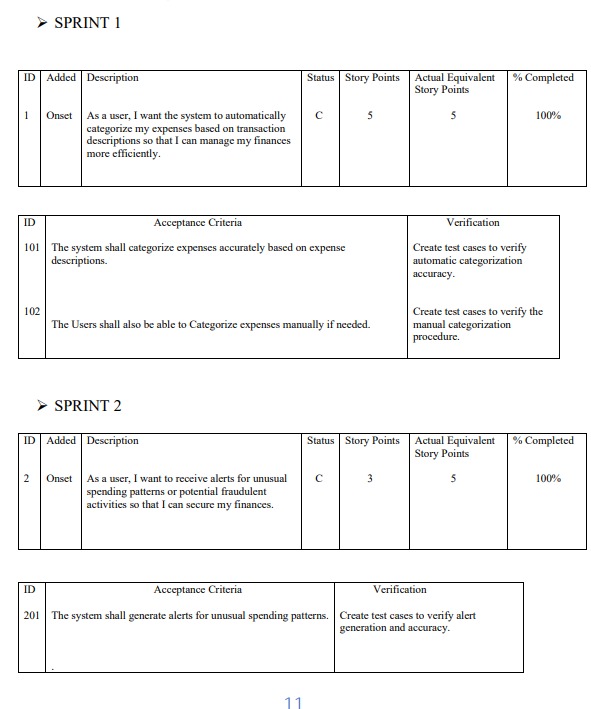 ➢ SPRINT 1
ID Added Description Status Story Points Actual Equivalent Story Points % Completed
1 Onset As a user, I want the system to automatically C 5 5 100%
categorize my expenses based on transaction
descriptions so that I can manage my finances
more efficiently.
ID Acceptance Criteria Verification
101 The system shall categorize expenses accurately based on expense
descriptions.
Create test cases to verify
automatic categorization
accuracy.
102
The Users shall also be able to Categorize expenses manually if needed.
Create test cases to verify the
manual categorization
procedure.
➢ SPRINT 2
ID Added Description Status Story Points Actual Equivalent Story Points % Completed
2 Onset As a user, I want to receive alerts for unusual C 3 5 100%
spending patterns or potential fraudulent
activities so that I can secure my finances.
ID Acceptance Criteria Verification
201 The system shall generate alerts for unusual spending patterns.
.
Create test cases to verify alert
generation and accuracy.
11